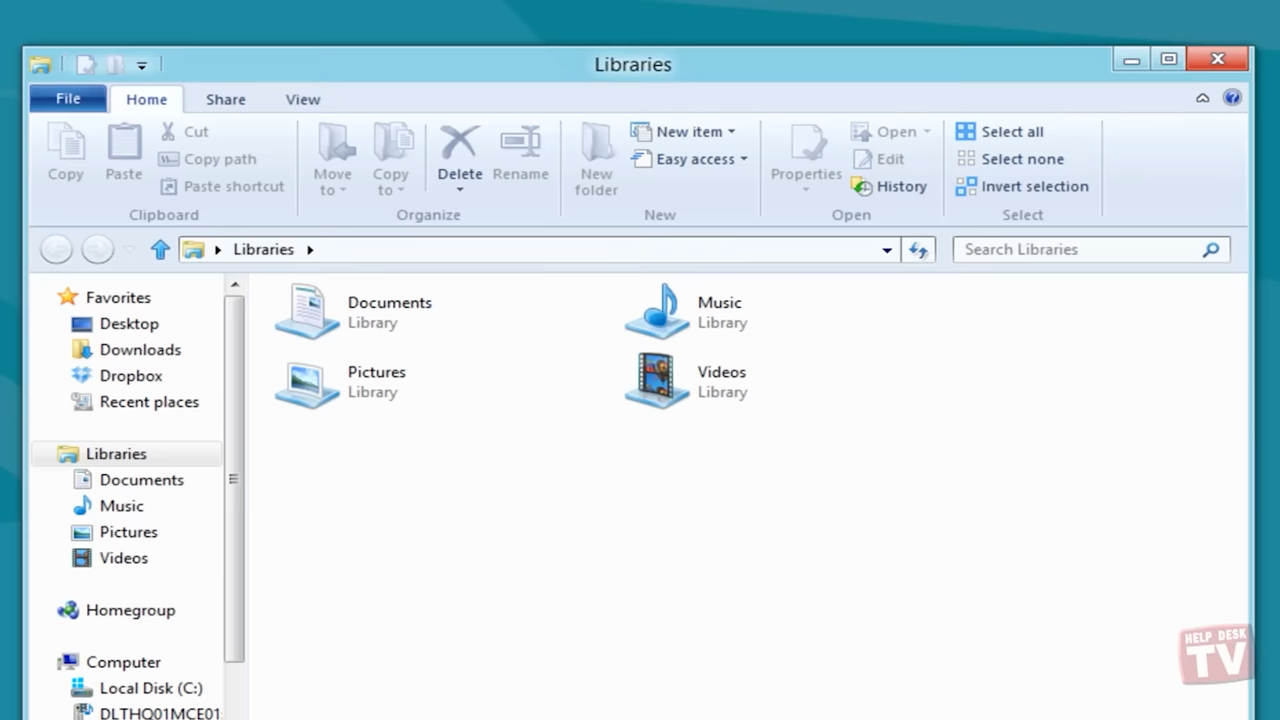 Libraries
File Home Share View
Copy
Paste
Cut
Copy path
Paste shortcut
Clipboard
Move to
Copy to
Delete
Rename
Organize
New folder
New item
Easy access
New
Properties
Open
Edit
History
Open
Select all
Select none
Invert selection
Select
Libraries
Search Libraries
Favorites
Desktop
Downloads
Dropbox
Recent places
Libraries
Documents
Music
Pictures
Videos
Homegroup
Computer
Local Disk (C:)
DLTHQ01MCE01
Documents
Library
Music
Library
Pictures
Library
Videos
Library
HELP DESK
TV